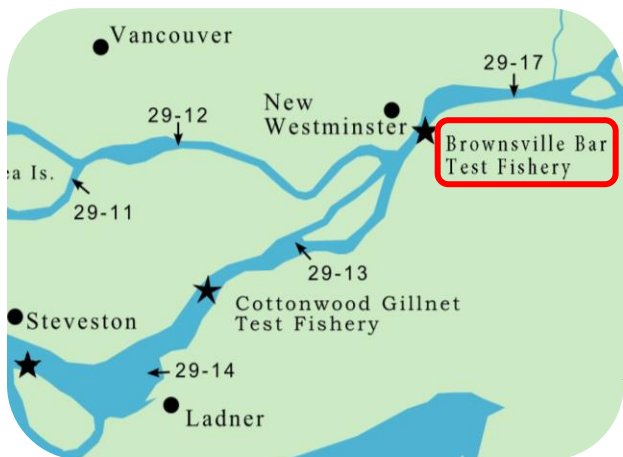 Vancouver
29-17
New
Westminster
29-12
Brownsville Bar
Test Fishery
ea Is.
29-11
29-13
Cottonwood Gillnet
Test Fishery
Steveston
29-14
Ladner